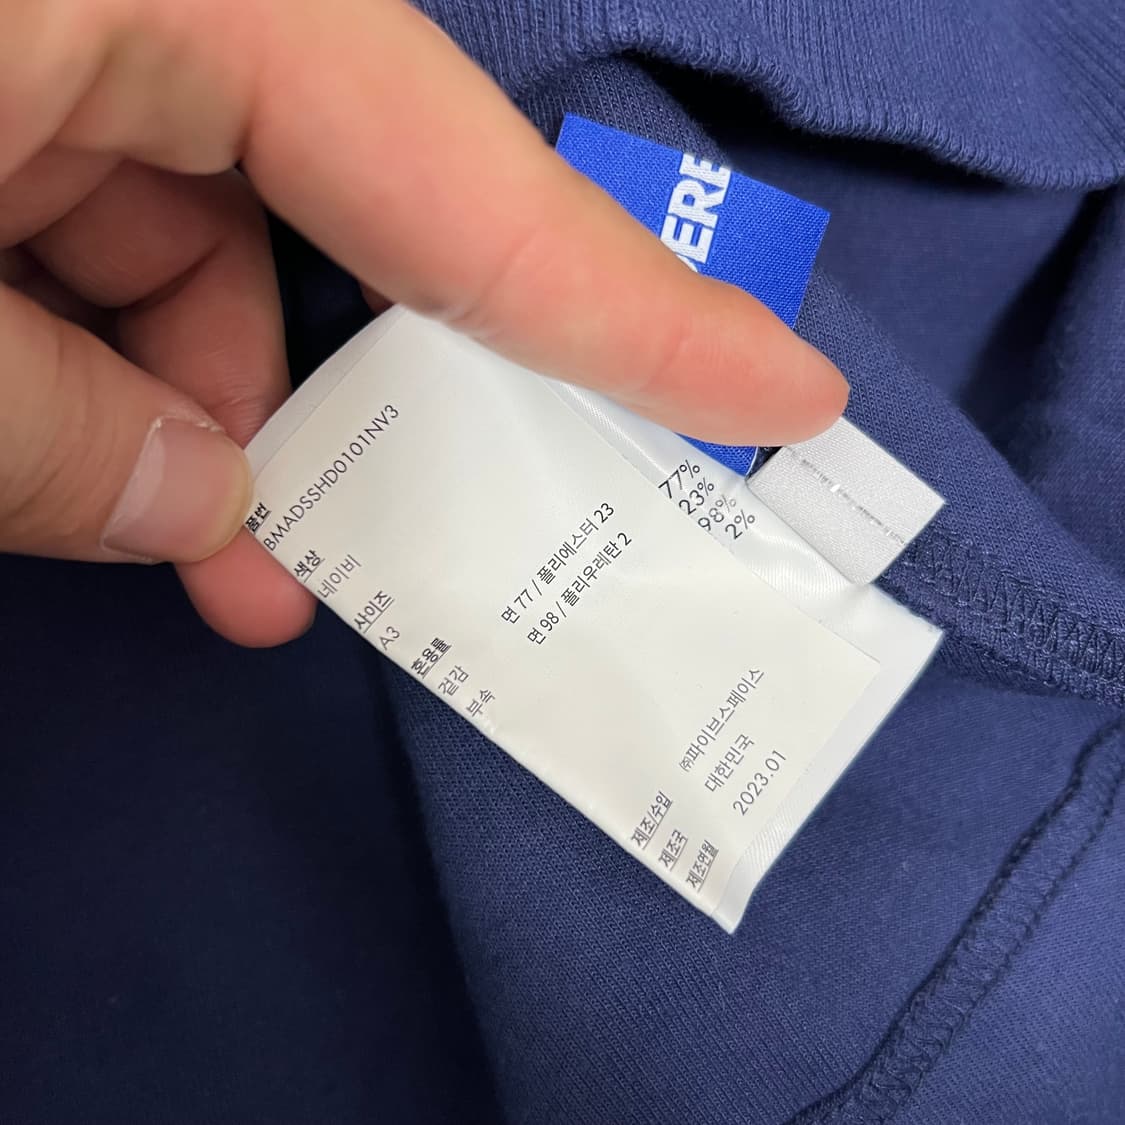 품번
BMADSSHD0101NV3
색상
네이비
사이즈
A3
혼용률
겉감 면 77 / 폴리에스터 23
부속 면 98 / 폴리우레탄 2
제조/수입 ㈜파이브스페이스
제조국 대한민국
제조연월 2023.01
77%
23%
98%
2%
ERE